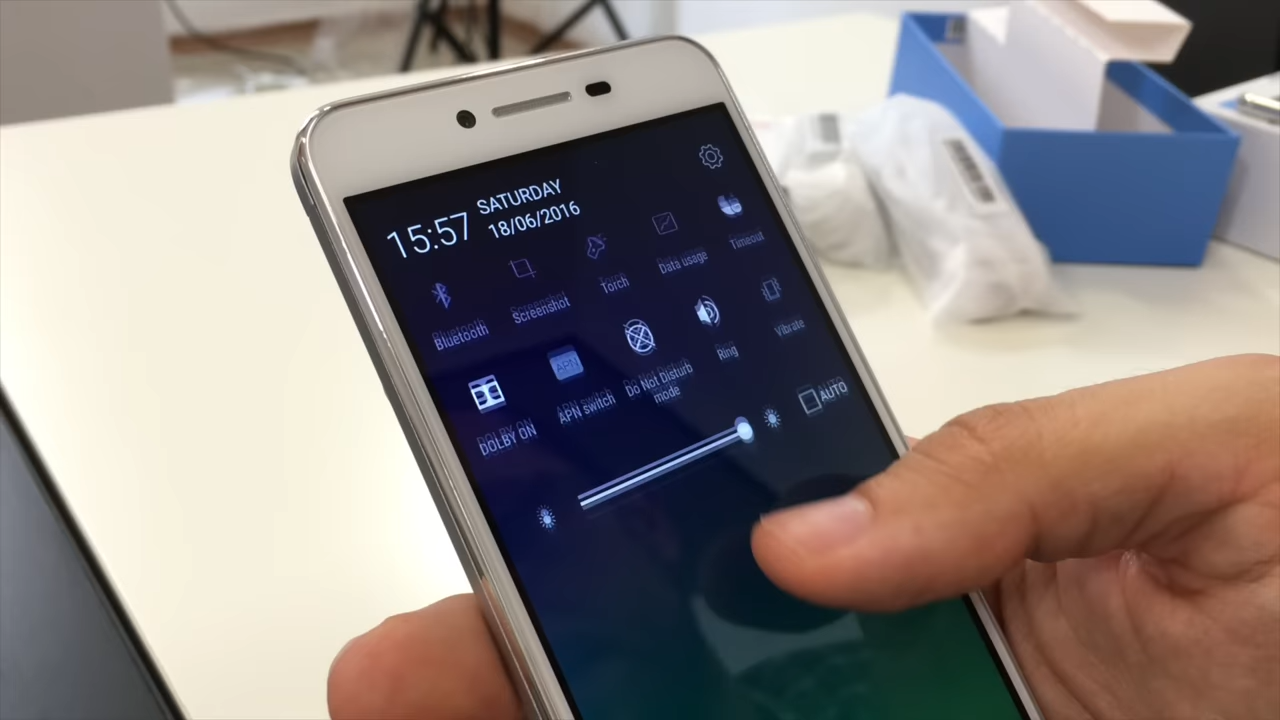 15:57
SATURDAY
18/06/2016
Bluetooth
Screenshot
Torch
Data usage
Timeout
APN
DOLBY ON
APN switch
Do Not Disturb
mode
Ring
Vibrate
AUTO